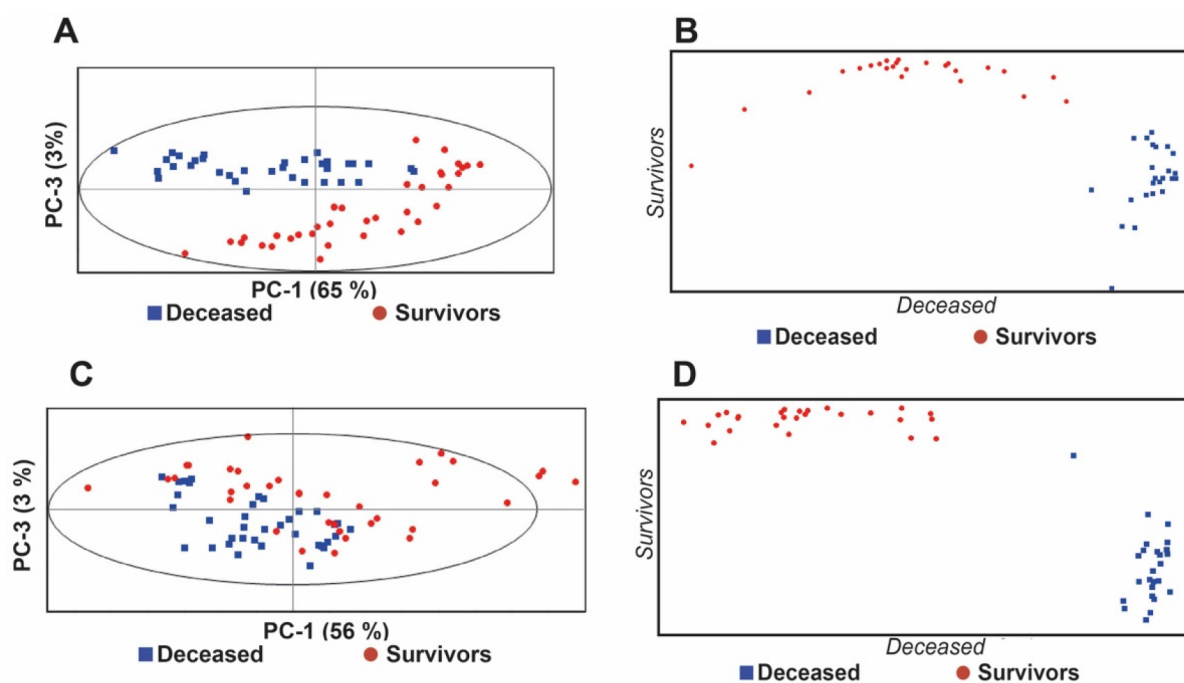 A
PC-3 (3%)
PC-1 (65 %)
Deceased Survivors
B
Survivors
Deceased
Deceased Survivors
C
PC-3 (3 %)
PC-1 (56 %)
Deceased Survivors
D
Survivors
Deceased
Deceased Survivors